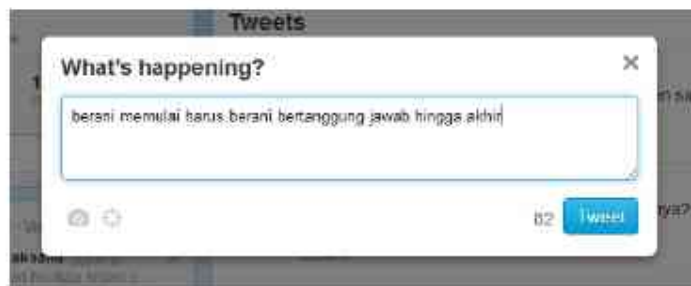 Tweets
What's happening?
berani memulai harus berani bertanggung jawab hingga akhir
82 Tweet